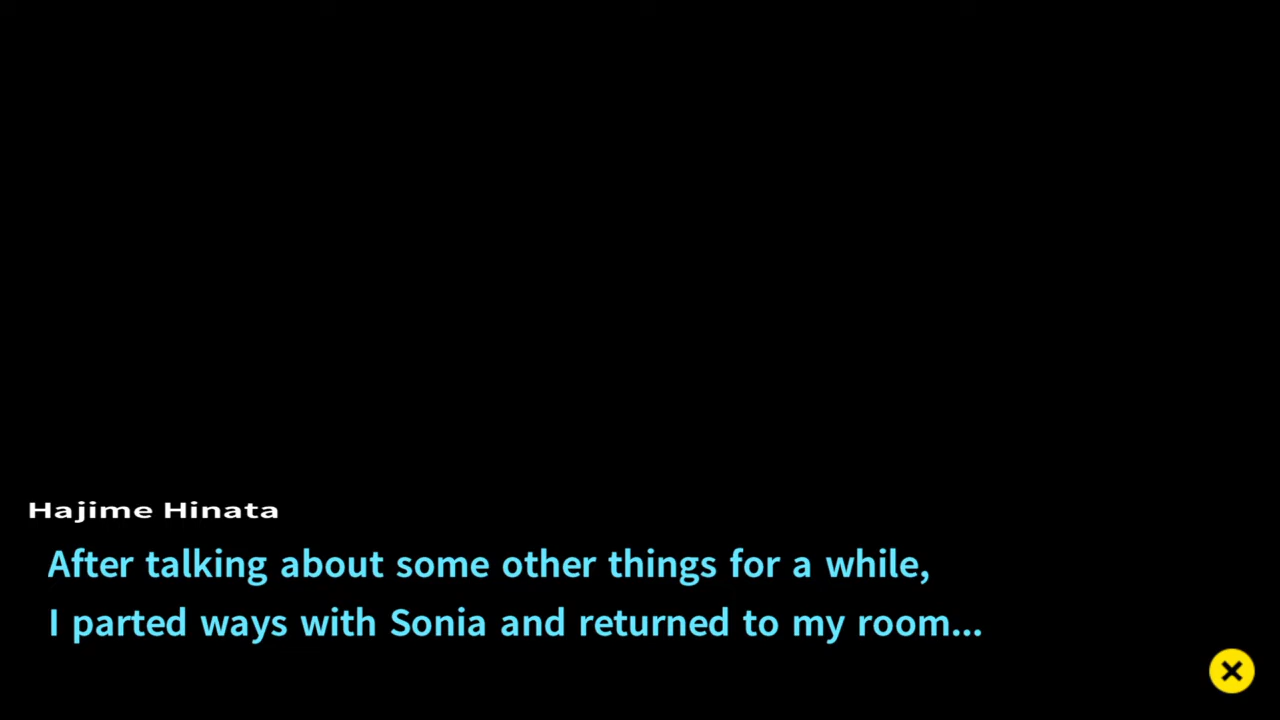 Hajime Hinata
After talking about some other things for a while,
I parted ways with Sonia and returned to my room...